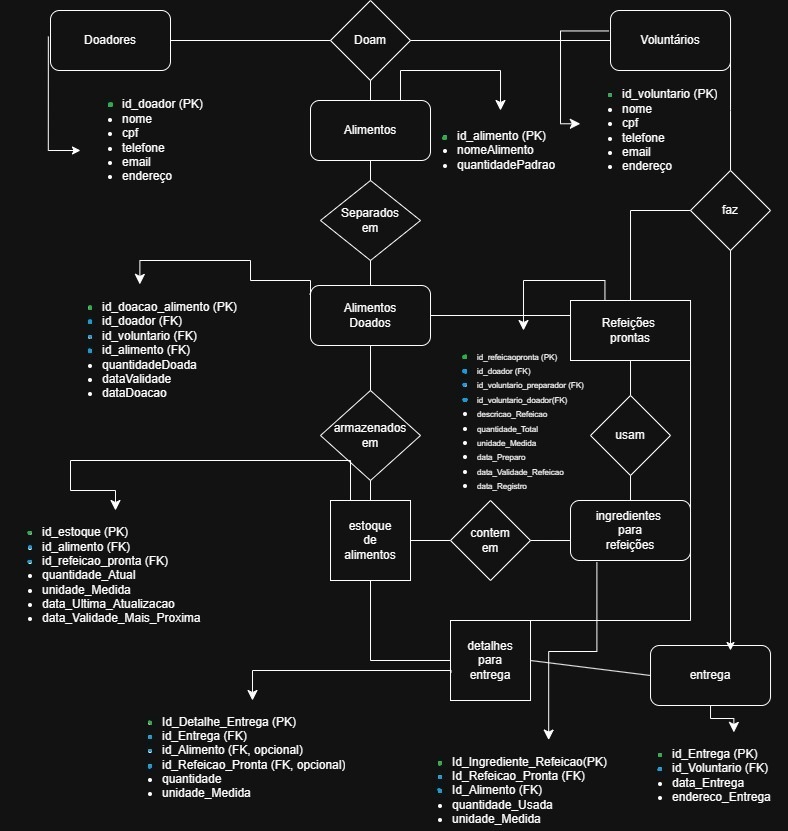 Doadores
Doam
Voluntários
id_doador (PK)
nome
cpf
telefone
email
endereço
Alimentos
id_alimento (PK)
nomeAlimento
quantidadePadrao
id_voluntario (PK)
nome
cpf
telefone
email
endereço
Separados
em
faz
id_doacao_alimento (PK)
id_doador (FK)
id_voluntario (FK)
id_alimento (FK)
quantidadeDoada
dataValidade
dataDoacao
Alimentos
Doados
Refeições
prontas
id_refeicaopronta (PK)
id_doador (FK)
id_voluntario_preparador (FK)
id_voluntario_doador(FK)
descricao_Refeicao
quantidade_Total
unidade_Medida
data_Preparo
data_Validade_Refeicao
data_Registro
armazenados
em
usam
id_estoque (PK)
id_alimento (FK)
id_refeicao_pronta (FK)
quantidade_Atual
unidade_Medida
data_Ultima_Atualizacao
data_Validade_Mais_Proxima
estoque
de
alimentos
contem
em
ingredientes
para
refeições
detalhes
para
entrega
entrega
Id_Detalhe_Entrega (PK)
id_Entrega (FK)
id_Alimento (FK, opcional)
id_Refeicao_Pronta (FK, opcional)
quantidade
unidade_Medida
Id_Ingrediente_Refeicao(PK)
Id_Refeicao_Pronta (FK)
Id_Alimento (FK)
quantidade_Usada
unidade_Medida
id_Entrega (PK)
id_Voluntario (FK)
data_Entrega
endereco_Entrega